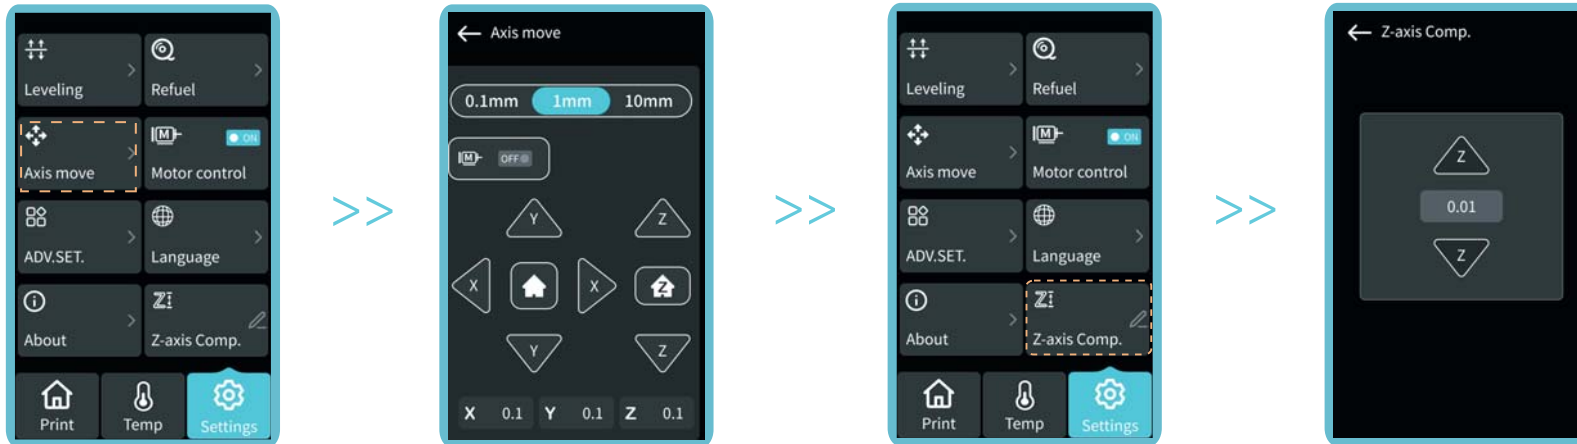 Leveling
Refuel
Axis move
ON
Motor control
ADV.SET.
Language
About
Z-axis Comp.
Print
Temp
Settings
>>
Axis move
0.1mm
1mm
10mm
M
OFF
Y
Z
X
X
Z
Y
Z
X 0.1 Y 0.1 Z 0.1
>>
Leveling
Refuel
Axis move
M
ON
Motor control
ADV.SET.
Language
About
Z-axis Comp.
Print
Temp
Settings
>>
Z-axis Comp.
Z
0.01
Z